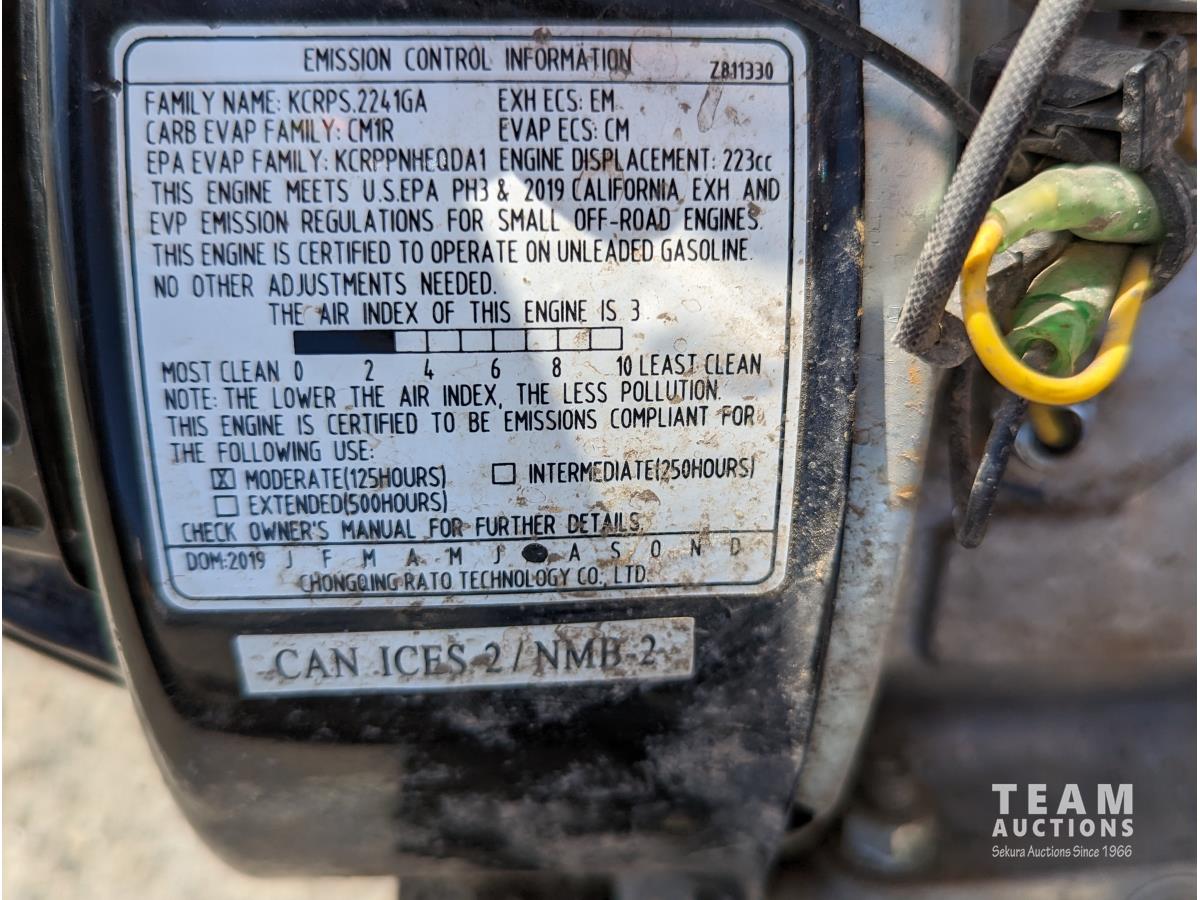 EMISSION CONTROL INFORMATION ZB11330
FAMILY NAME: KCRPS.2241GA EXH ECS: EM
CARB EVAP FAMILY: CM1R EVAP ECS: CM
EPA EVAP FAMILY: KCRPPNHEQDA1 ENGINE DISPLACEMENT: 223cc
THIS ENGINE MEETS U.S.EPA PH3 & 2019 CALIFORNIA EXH AND
EVP EMISSION REGULATIONS FOR SMALL OFF-ROAD ENGINES.
THIS ENGINE IS CERTIFIED TO OPERATE ON UNLEADED GASOLINE.
NO OTHER ADJUSTMENTS NEEDED.
THE AIR INDEX OF THIS ENGINE IS 3
MOST CLEAN 0 2 4 6 8 10 LEAST CLEAN
NOTE: THE LOWER THE AIR INDEX, THE LESS POLLUTION.
THIS ENGINE IS CERTIFIED TO BE EMISSIONS COMPLIANT FOR
THE FOLLOWING USE:
☒ MODERATE(125HOURS) ☐ INTERMEDIATE(250HOURS)
☐ EXTENDED(500HOURS)
CHECK OWNER'S MANUAL FOR FURTHER DETAILS
DOM:2019 J F M A M J ● A S O N D
CHONGQING RATO TECHNOLOGY CO., LTD.
CAN ICES-2 / NMB-2
TEAM
AUCTIONS
Sekura Auctions Since 1966